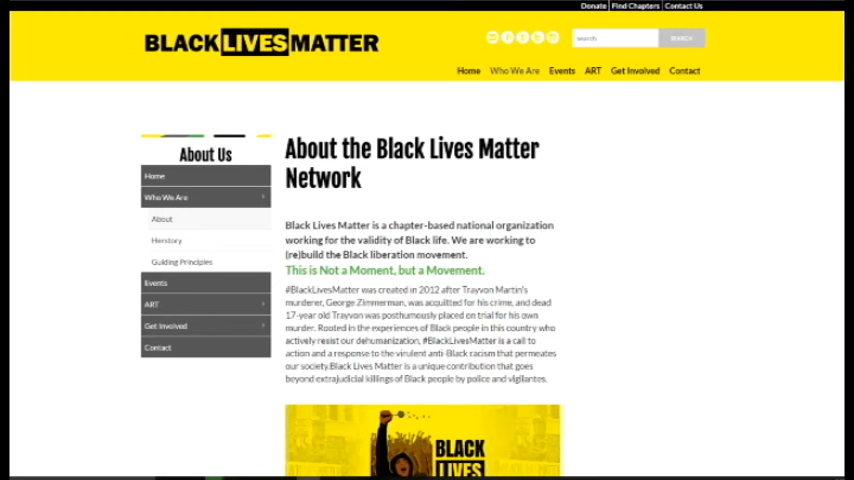 Donate | Find Chapters | Contact Us
BLACKLIVESMATTER
search
SEARCH
Home Who We Are Events ART Get Involved Contact
About Us
Home
Who We Are
About
Herstory
Guiding Principles
Events
ART
Get Involved
Contact
About the Black Lives Matter
Network
Black Lives Matter is a chapter-based national organization
working for the validity of Black life. We are working to
(re)build the Black liberation movement.
This is Not a Moment, but a Movement.
#BlackLivesMatter was created in 2012 after Trayvon Martin's
murderer, George Zimmerman, was acquitted for his crime, and dead
17-year old Trayvon was posthumously placed on trial for his own
murder. Rooted in the experiences of Black people in this country who
actively resist our dehumanization, #BlackLivesMatter is a call to
action and a response to the virulent anti-Black racism that permeates
our society.Black Lives Matter is a unique contribution that goes
beyond extrajudicial killings of Black people by police and vigilantes.
BLACK
LIVES